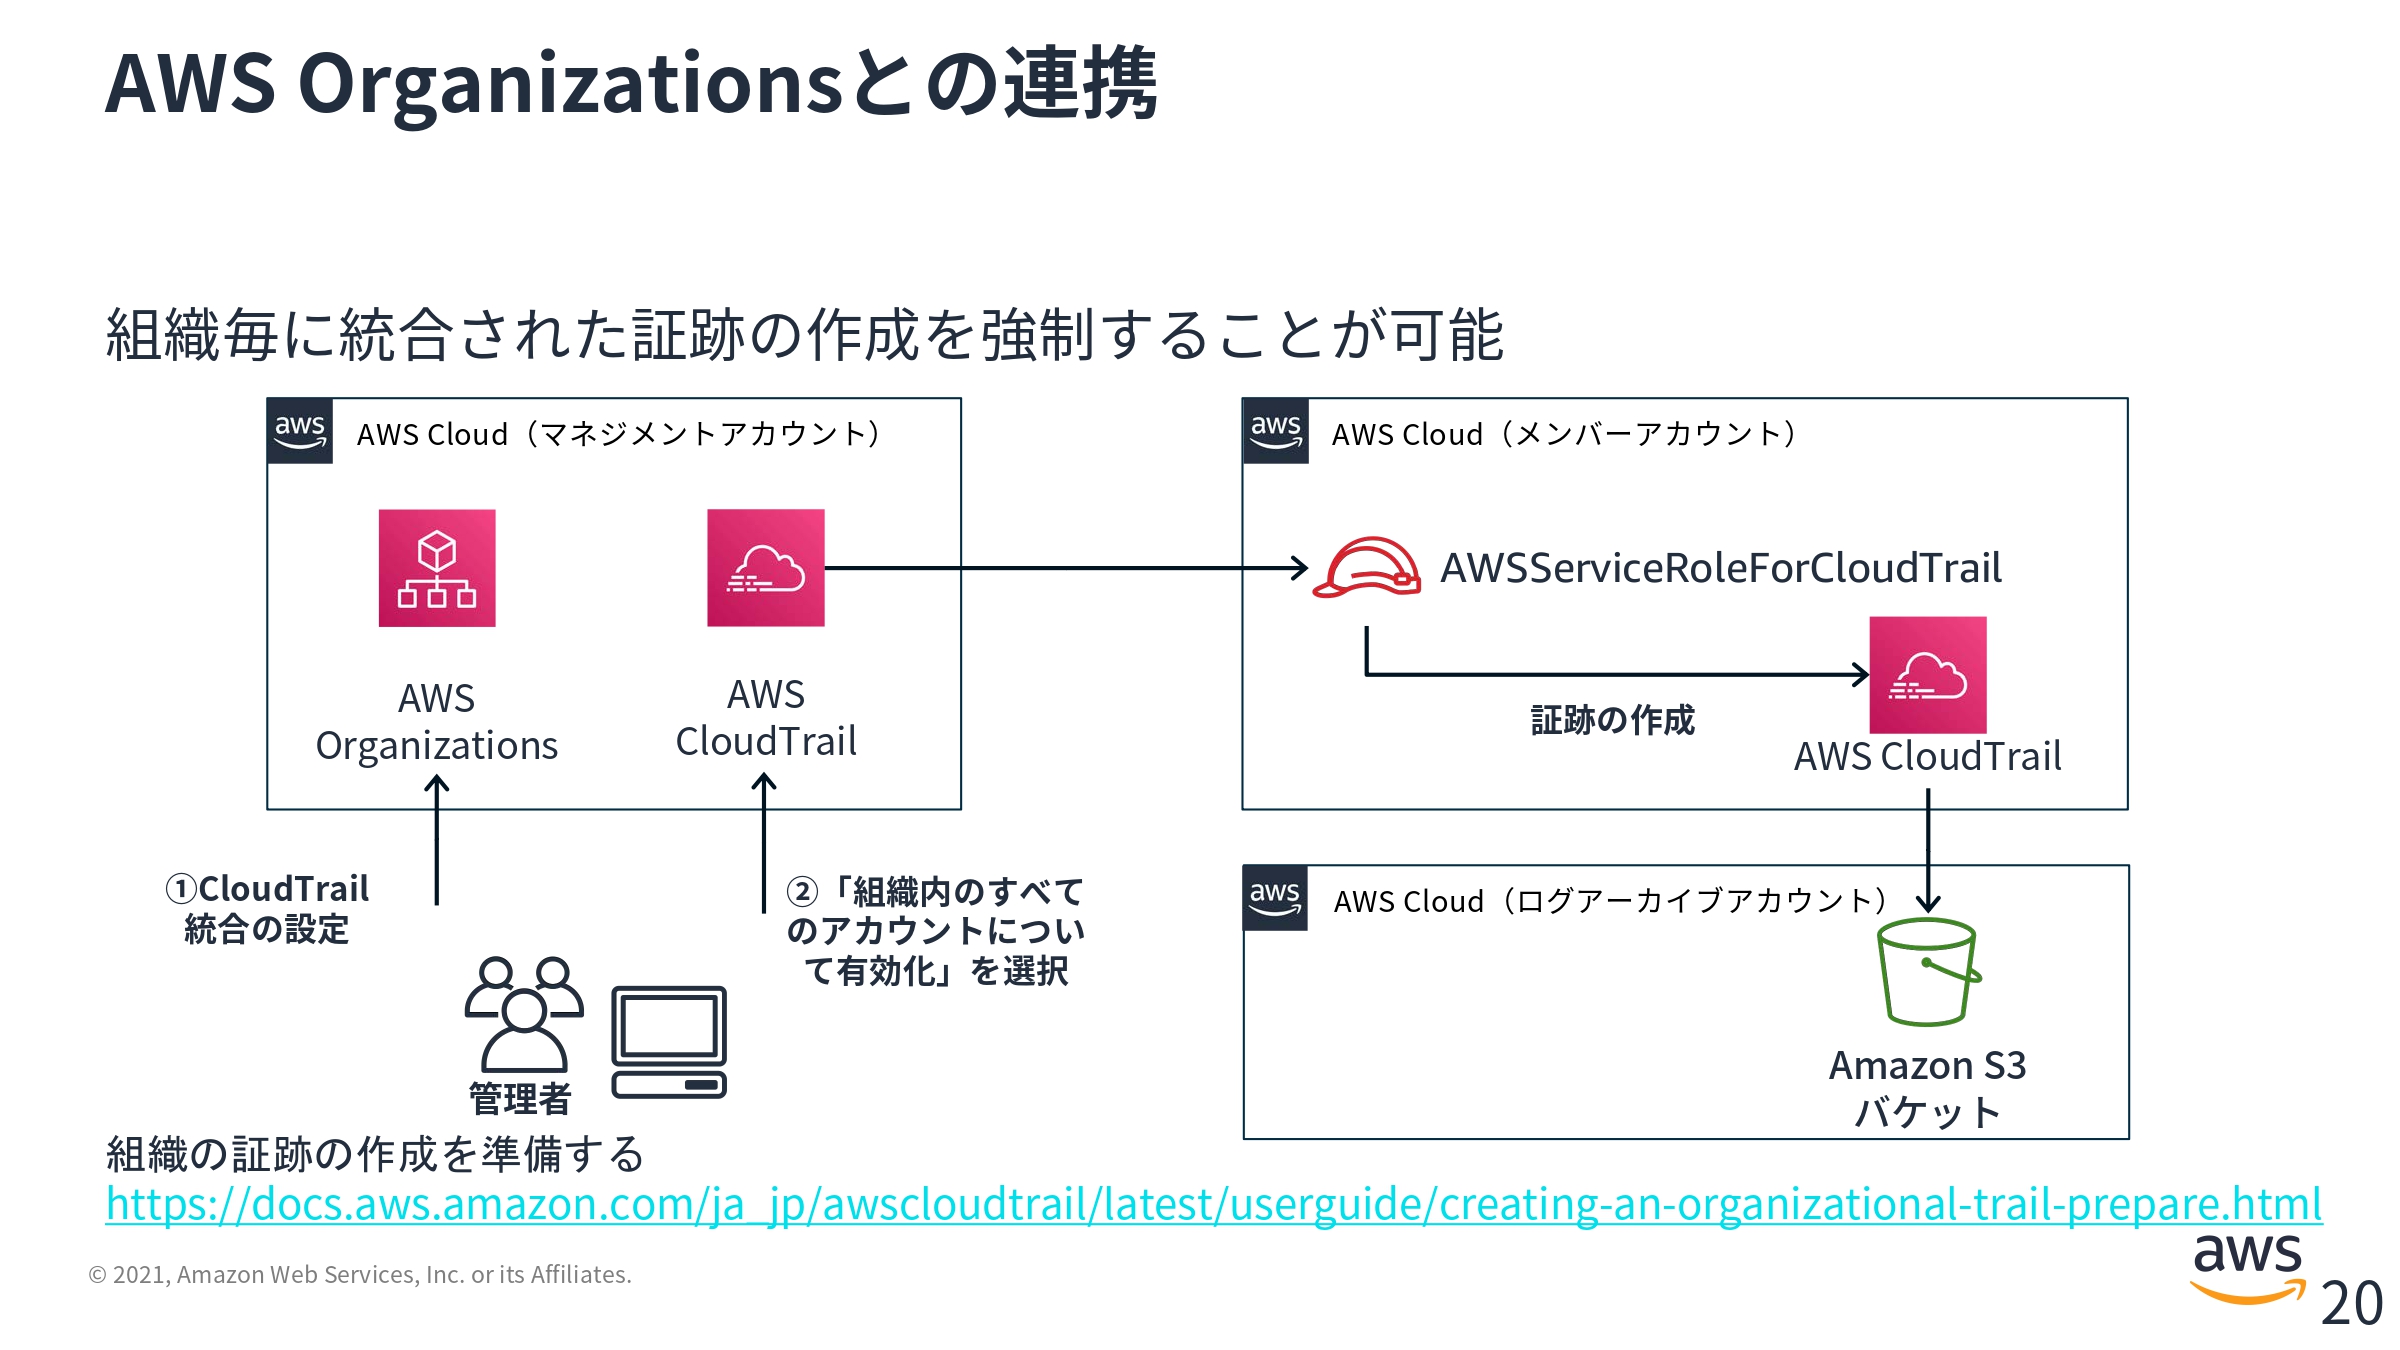 AWS Organizationsとの連携
組織毎に統合された証跡の作成を強制することが可能
aws
AWS Cloud（マネジメントアカウント）
AWS
Organizations
AWS
CloudTrail
aws
AWS Cloud（メンバーアカウント）
AWSServiceRoleForCloudTrail
証跡の作成
AWS CloudTrail
①CloudTrail
統合の設定
②「組織内のすべて
のアカウントについ
て有効化」を選択
管理者
aws
AWS Cloud（ログアーカイブアカウント）
Amazon S3
バケット
組織の証跡の作成を準備する
https://docs.aws.amazon.com/ja_jp/awscloudtrail/latest/userguide/creating-an-organizational-trail-prepare.html
© 2021, Amazon Web Services, Inc. or its Affiliates.
aws
20